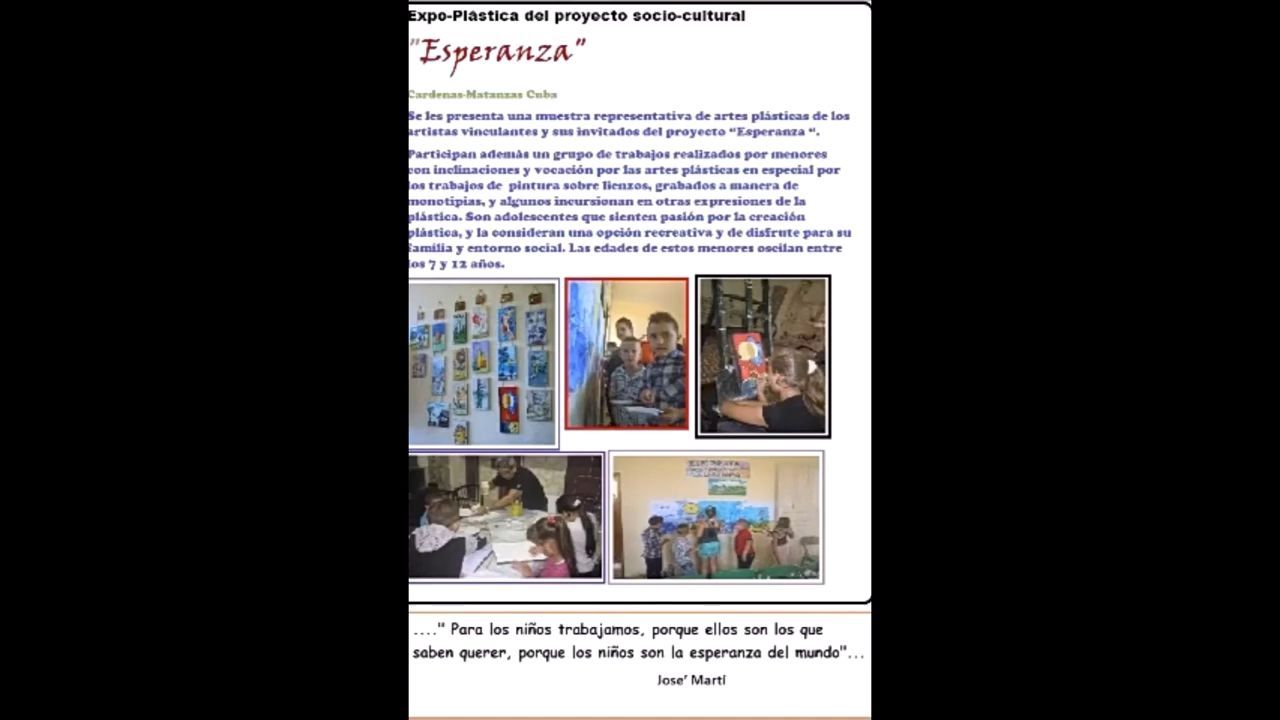 Expo-Plástica del proyecto socio-cultural
"Esperanza"
Cardenas-Matanzas Cuba
Se les presenta una muestra representativa de artes plásticas de los
artistas vinculantes y sus invitados del proyecto “Esperanza “.
Participan además un grupo de trabajos realizados por menores
con inclinaciones y vocación por las artes plásticas en especial por
los trabajos de pintura sobre lienzos, grabados a manera de
monotipias, y algunos incursionan en otras expresiones de la
plástica. Son adolescentes que sienten pasión por la creación
plástica, y la consideran una opción recreativa y de disfrute para su
familia y entorno social. Las edades de estos menores oscilan entre
los 7 y 12 años.
...." Para los niños trabajamos, porque ellos son los que
saben querer, porque los niños son la esperanza del mundo"...
Jose' Martí